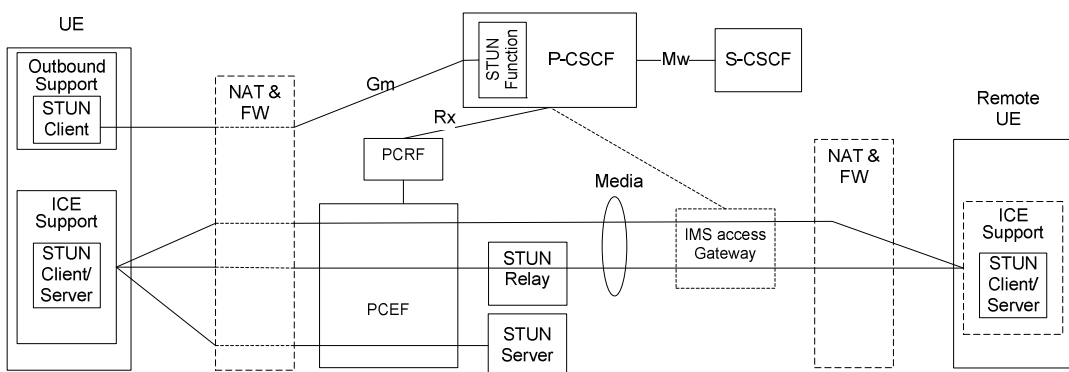 UE
Outbound
Support
STUN
Client
ICE
Support
STUN
Client/
Server
NAT &
FW
Gm
STUN
Function
P-CSCF
Mw
S-CSCF
Rx
PCRF
PCEF
Media
STUN
Relay
STUN
Server
IMS access
Gateway
NAT &
FW
Remote
UE
ICE
Support
STUN
Client/
Server